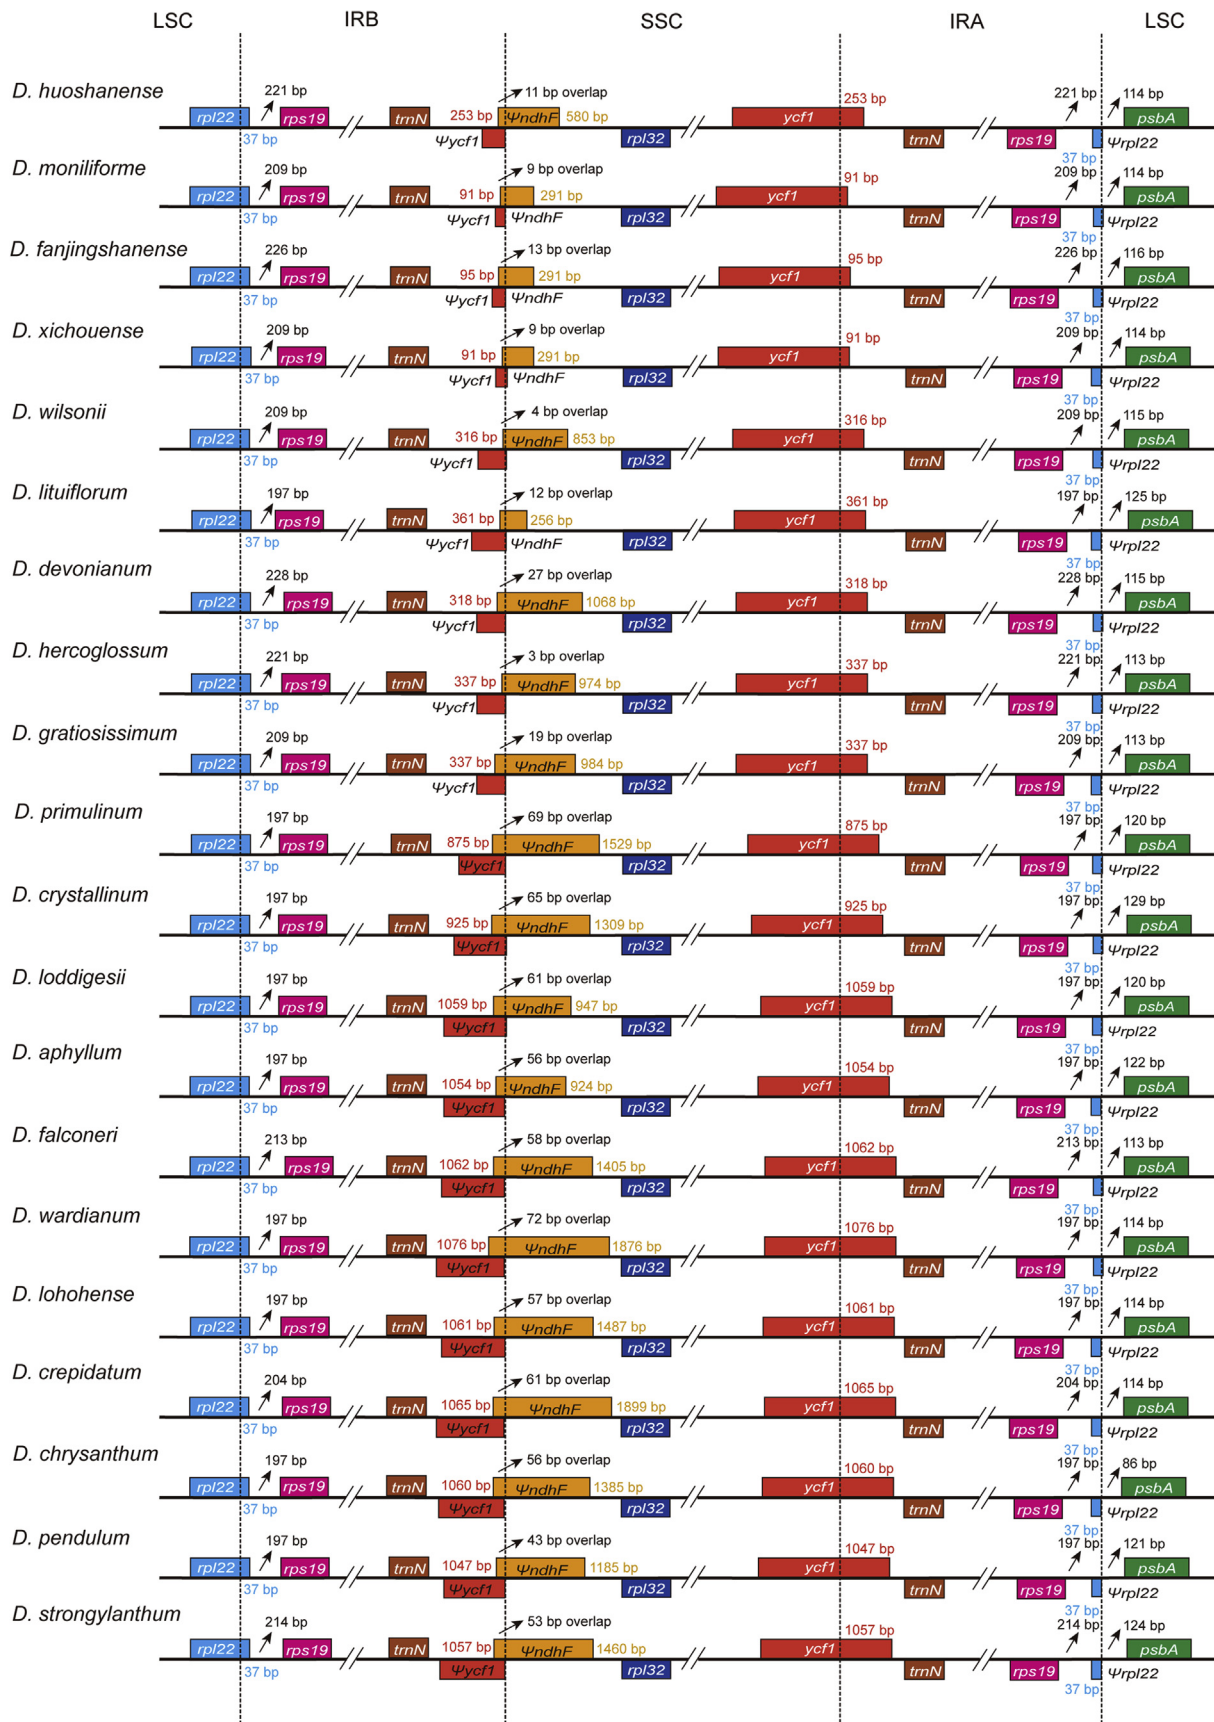 LSC IRB SSC IRA LSC
D. huoshanense 221 bp 11 bp overlap 253 bp 221 bp 114 bp
rpl22 rps19 trnN 253 bp ΨndhF 580 bp ycf1 psbA
37 bp Ψycf1 rpl32 trnN rps19 Ψrpl22
37 bp
D. moniliforme 209 bp 9 bp overlap 91 bp 209 bp 114 bp
rpl22 rps19 trnN 91 bp 291 bp ycf1 psbA
37 bp Ψycf1 ΨndhF rpl32 trnN rps19 Ψrpl22
37 bp
D. fanjingshanense 226 bp 13 bp overlap 95 bp 226 bp 116 bp
rpl22 rps19 trnN 95 bp 291 bp ycf1 psbA
37 bp Ψycf1 ΨndhF rpl32 trnN rps19 Ψrpl22
37 bp
D. xichouense 209 bp 9 bp overlap 91 bp 209 bp 114 bp
rpl22 rps19 trnN 91 bp 291 bp ycf1 psbA
37 bp Ψycf1 ΨndhF rpl32 trnN rps19 Ψrpl22
37 bp
D. wilsonii 209 bp 4 bp overlap 316 bp 209 bp 115 bp
rpl22 rps19 trnN 316 bp ΨndhF 853 bp ycf1 psbA
37 bp Ψycf1 rpl32 trnN rps19 Ψrpl22
37 bp
D. lituiflorum 197 bp 12 bp overlap 361 bp 197 bp 125 bp
rpl22 rps19 trnN 361 bp 256 bp ycf1 psbA
37 bp Ψycf1 ΨndhF rpl32 trnN rps19 Ψrpl22
37 bp
D. devonianum 228 bp 27 bp overlap 318 bp 228 bp 115 bp
rpl22 rps19 trnN 318 bp ΨndhF 1068 bp ycf1 psbA
37 bp Ψycf1 rpl32 trnN rps19 Ψrpl22
37 bp
D. hercoglossum 221 bp 3 bp overlap 337 bp 221 bp 113 bp
rpl22 rps19 trnN 337 bp ΨndhF 974 bp ycf1 psbA
37 bp Ψycf1 rpl32 trnN rps19 Ψrpl22
37 bp
D. gratiosissimum 209 bp 19 bp overlap 337 bp 209 bp 113 bp
rpl22 rps19 trnN 337 bp ΨndhF 984 bp ycf1 psbA
37 bp Ψycf1 rpl32 trnN rps19 Ψrpl22
37 bp
D. primulinum 197 bp 69 bp overlap 875 bp 197 bp 120 bp
rpl22 rps19 trnN 875 bp ΨndhF 1529 bp ycf1 psbA
37 bp Ψycf1 rpl32 trnN rps19 Ψrpl22
37 bp
D. crystallinum 197 bp 65 bp overlap 925 bp 197 bp 129 bp
rpl22 rps19 trnN 925 bp ΨndhF 1309 bp ycf1 psbA
37 bp Ψycf1 rpl32 trnN rps19 Ψrpl22
37 bp
D. loddigesii 197 bp 61 bp overlap 1059 bp 197 bp 120 bp
rpl22 rps19 trnN 1059 bp ΨndhF 947 bp ycf1 psbA
37 bp Ψycf1 rpl32 trnN rps19 Ψrpl22
37 bp
D. aphyllum 197 bp 56 bp overlap 1054 bp 197 bp 122 bp
rpl22 rps19 trnN 1054 bp ΨndhF 924 bp ycf1 psbA
37 bp Ψycf1 rpl32 trnN rps19 Ψrpl22
37 bp
D. falconeri 213 bp 58 bp overlap 1062 bp 213 bp 113 bp
rpl22 rps19 trnN 1062 bp ΨndhF 1405 bp ycf1 psbA
37 bp Ψycf1 rpl32 trnN rps19 Ψrpl22
37 bp
D. wardianum 197 bp 72 bp overlap 1076 bp 197 bp 114 bp
rpl22 rps19 trnN 1076 bp ΨndhF 1876 bp ycf1 psbA
37 bp Ψycf1 rpl32 trnN rps19 Ψrpl22
37 bp
D. lohohense 197 bp 57 bp overlap 1061 bp 197 bp 114 bp
rpl22 rps19 trnN 1061 bp ΨndhF 1487 bp ycf1 psbA
37 bp Ψycf1 rpl32 trnN rps19 Ψrpl22
37 bp
D. crepidatum 204 bp 61 bp overlap 1065 bp 204 bp 114 bp
rpl22 rps19 trnN 1065 bp ΨndhF 1899 bp ycf1 psbA
37 bp Ψycf1 rpl32 trnN rps19 Ψrpl22
37 bp
D. chrysanthum 197 bp 56 bp overlap 1060 bp 197 bp 86 bp
rpl22 rps19 trnN 1060 bp ΨndhF 1385 bp ycf1 psbA
37 bp Ψycf1 rpl32 trnN rps19 Ψrpl22
37 bp
D. pendulum 197 bp 43 bp overlap 1047 bp 197 bp 121 bp
rpl22 rps19 trnN 1047 bp ΨndhF 1185 bp ycf1 psbA
37 bp Ψycf1 rpl32 trnN rps19 Ψrpl22
37 bp
D. strongylanthum 214 bp 53 bp overlap 1057 bp 214 bp 124 bp
rpl22 rps19 trnN 1057 bp ΨndhF 1460 bp ycf1 psbA
37 bp Ψycf1 rpl32 trnN rps19 Ψrpl22
37 bp